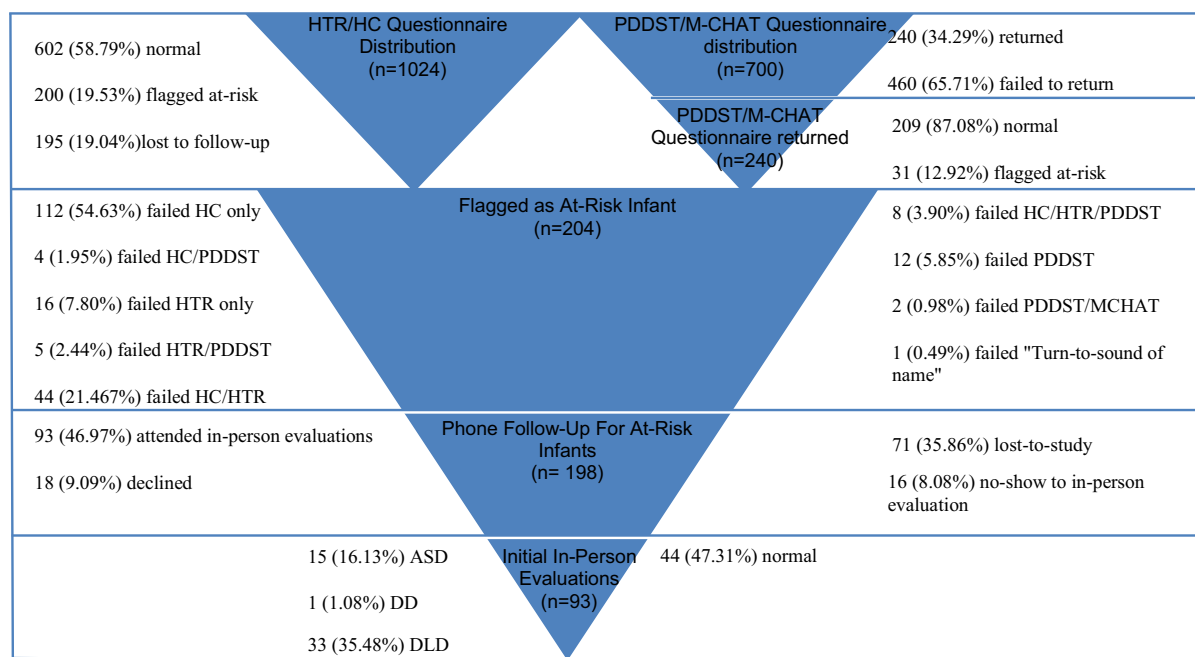 HTR/HC Questionnaire
Distribution
(n=1024)
602 (58.79%) normal
200 (19.53%) flagged at-risk
195 (19.04%)lost to follow-up
PDDST/M-CHAT Questionnaire
distribution
(n=700)
240 (34.29%) returned
460 (65.71%) failed to return
PDDST/M-CHAT
Questionnaire returned
(n=240)
209 (87.08%) normal
31 (12.92%) flagged at-risk
Flagged as At-Risk Infant
(n=204)
112 (54.63%) failed HC only
4 (1.95%) failed HC/PDDST
16 (7.80%) failed HTR only
5 (2.44%) failed HTR/PDDST
44 (21.467%) failed HC/HTR
8 (3.90%) failed HC/HTR/PDDST
12 (5.85%) failed PDDST
2 (0.98%) failed PDDST/MCHAT
1 (0.49%) failed "Turn-to-sound of
name"
Phone Follow-Up For At-Risk
Infants
(n= 198)
93 (46.97%) attended in-person evaluations
18 (9.09%) declined
71 (35.86%) lost-to-study
16 (8.08%) no-show to in-person
evaluation
Initial In-Person
Evaluations
(n=93)
15 (16.13%) ASD
1 (1.08%) DD
33 (35.48%) DLD
44 (47.31%) normal